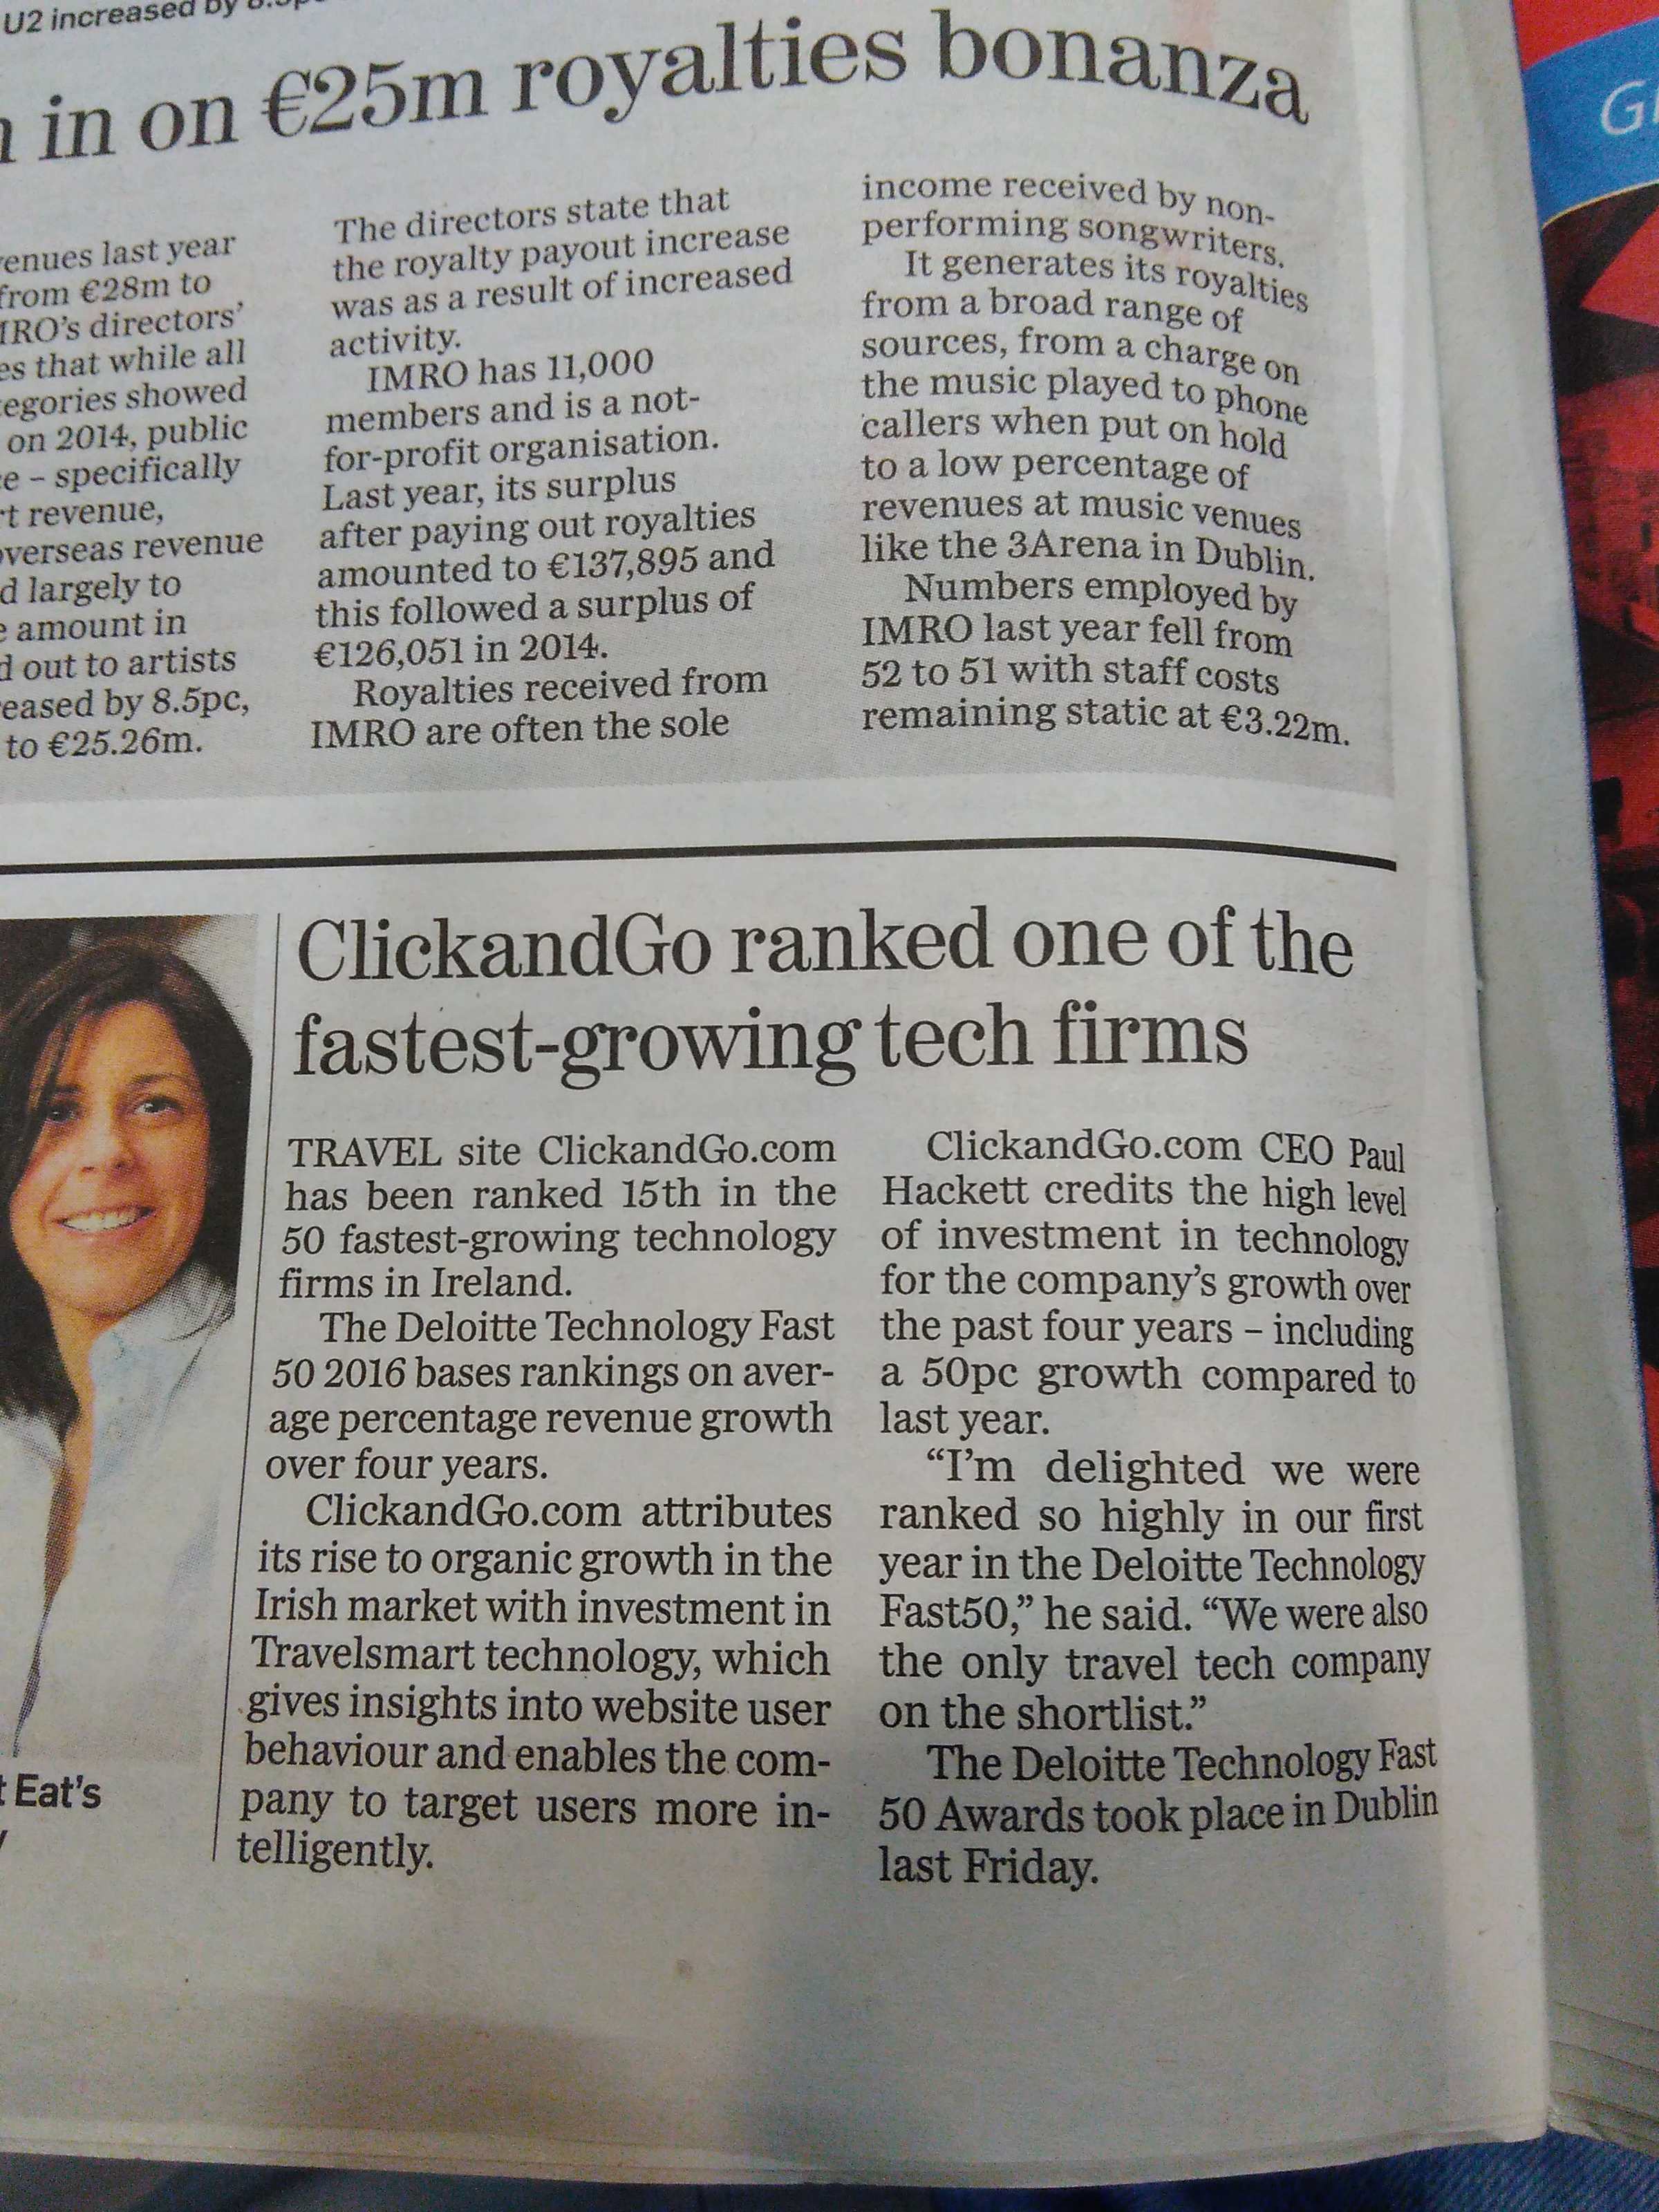 U2 increased by
in on €25m royalties bonanza
last year
from €28m to
IRO's directors'
that while all
showed
on 2014, public
– specifically
revenue,
overseas revenue
largely to
amount in
out to artists
by 8.5pc,
to €25.26m.
The directors state that
the royalty payout increase
was as a result of increased
activity.
IMRO has 11,000
members and is a not-
for-profit organisation.
Last year, its surplus
after paying out royalties
amounted to €137,895 and
this followed a surplus of
€126,051 in 2014.
Royalties received from
IMRO are often the sole
income received by non-
performing songwriters.
It generates its royalties
from a broad range of
sources, from a charge on
the music played to phone
callers when put on hold
to a low percentage of
revenues at music venues
like the 3Arena in Dublin.
Numbers employed by
IMRO last year fell from
52 to 51 with staff costs
remaining static at €3.22m.
Eat's
ClickandGo ranked one of the
fastest-growing tech firms
TRAVEL site ClickandGo.com
has been ranked 15th in the
50 fastest-growing technology
firms in Ireland.
The Deloitte Technology Fast
50 2016 bases rankings on aver-
age percentage revenue growth
over four years.
ClickandGo.com attributes
its rise to organic growth in the
Irish market with investment in
Travelsmart technology, which
gives insights into website user
behaviour and enables the com-
pany to target users more in-
telligently.
ClickandGo.com CEO Paul
Hackett credits the high level
of investment in technology
for the company's growth over
the past four years – including
a 50pc growth compared to
last year.
“I'm delighted we were
ranked so highly in our first
year in the Deloitte Technology
Fast50,” he said. “We were also
the only travel tech company
on the shortlist.”
The Deloitte Technology Fast
50 Awards took place in Dublin
last Friday.